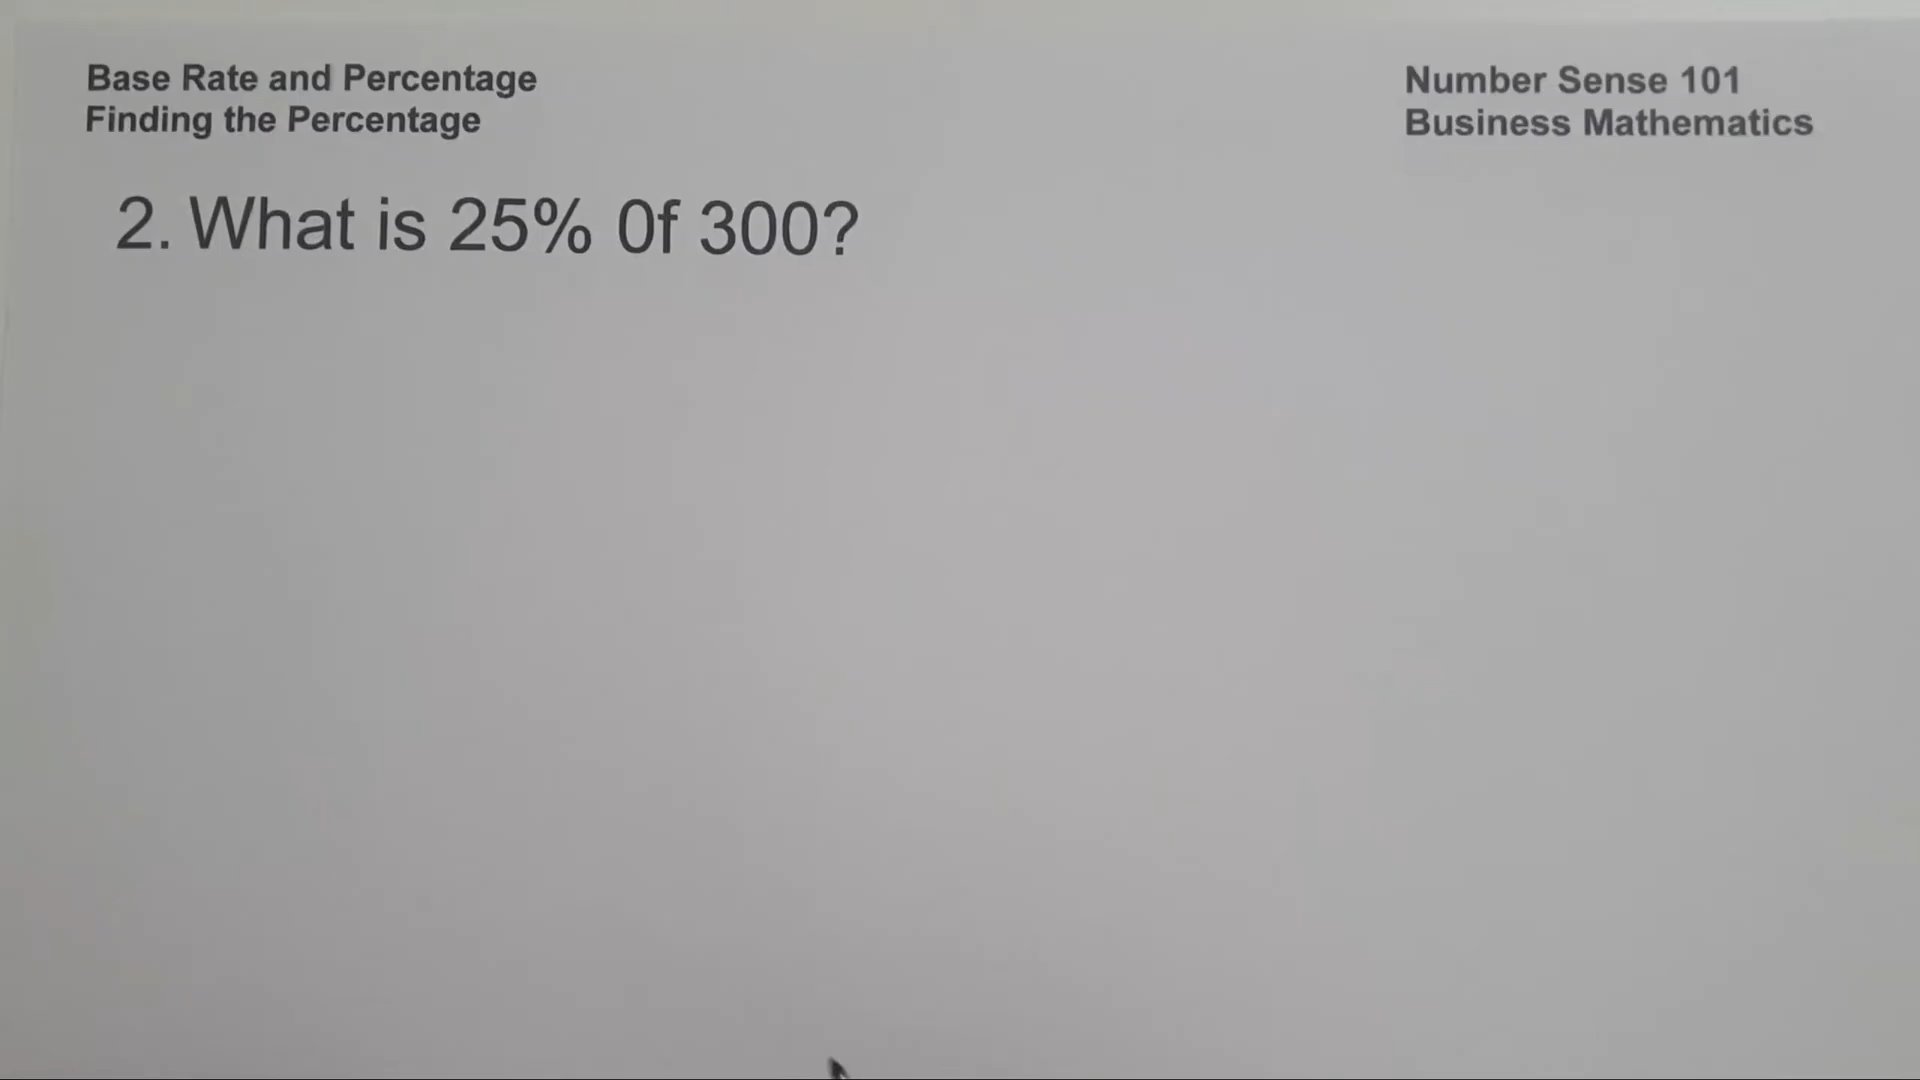 Base Rate and Percentage
Finding the Percentage
Number Sense 101
Business Mathematics
2. What is 25% 0f 300?